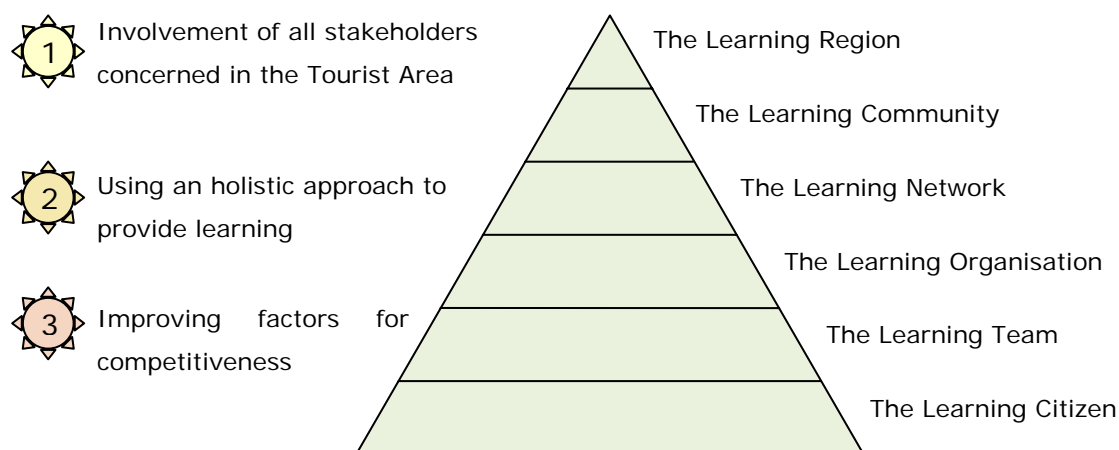 1
Involvement of all stakeholders
concerned in the Tourist Area
2
Using an holistic approach to
provide learning
3
Improving factors for
competitiveness
The Learning Region
The Learning Community
The Learning Network
The Learning Organisation
The Learning Team
The Learning Citizen